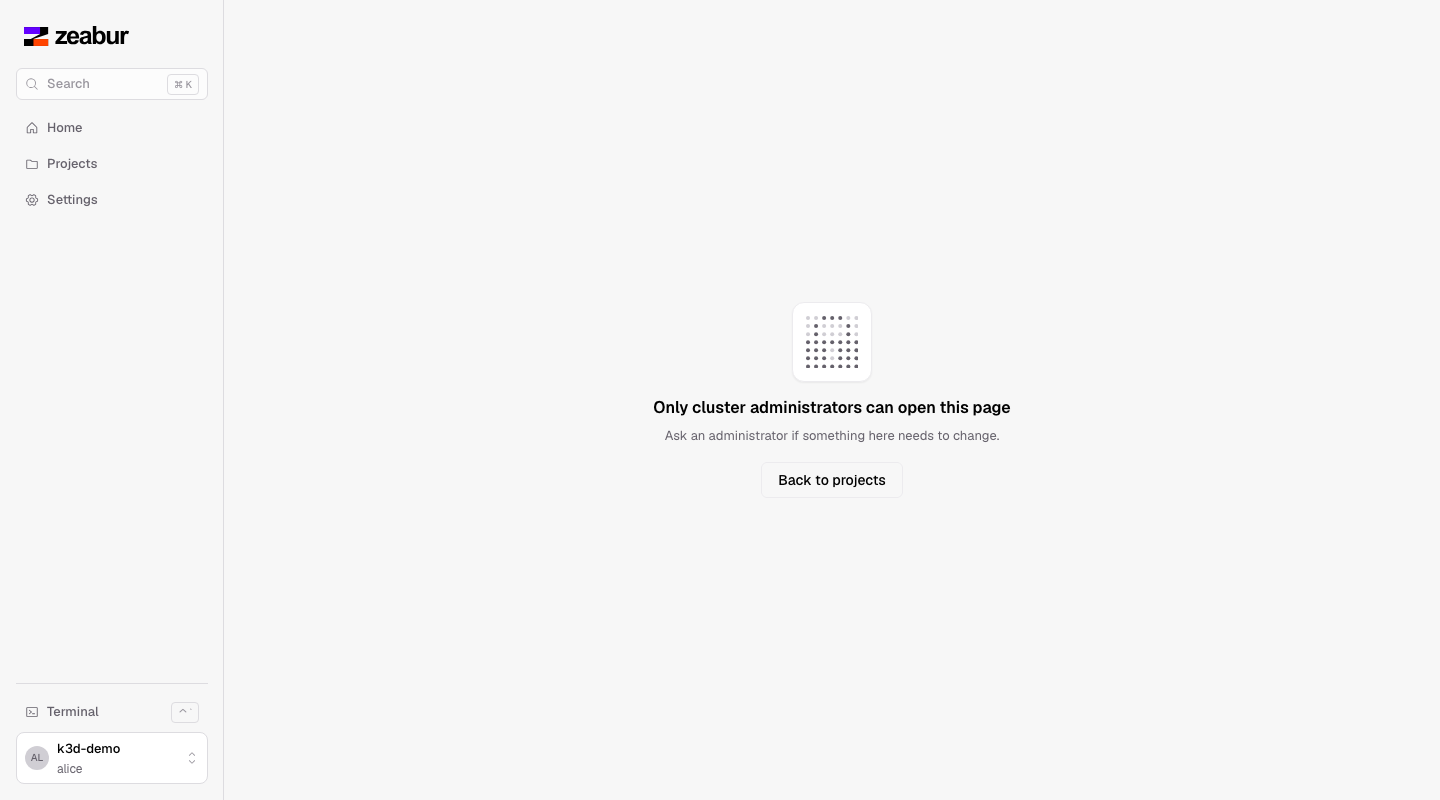 zeabur
Search ⌘ K
Home
Projects
Settings
Only cluster administrators can open this page
Ask an administrator if something here needs to change.
Back to projects
Terminal ^ `
AL
k3d-demo
alice